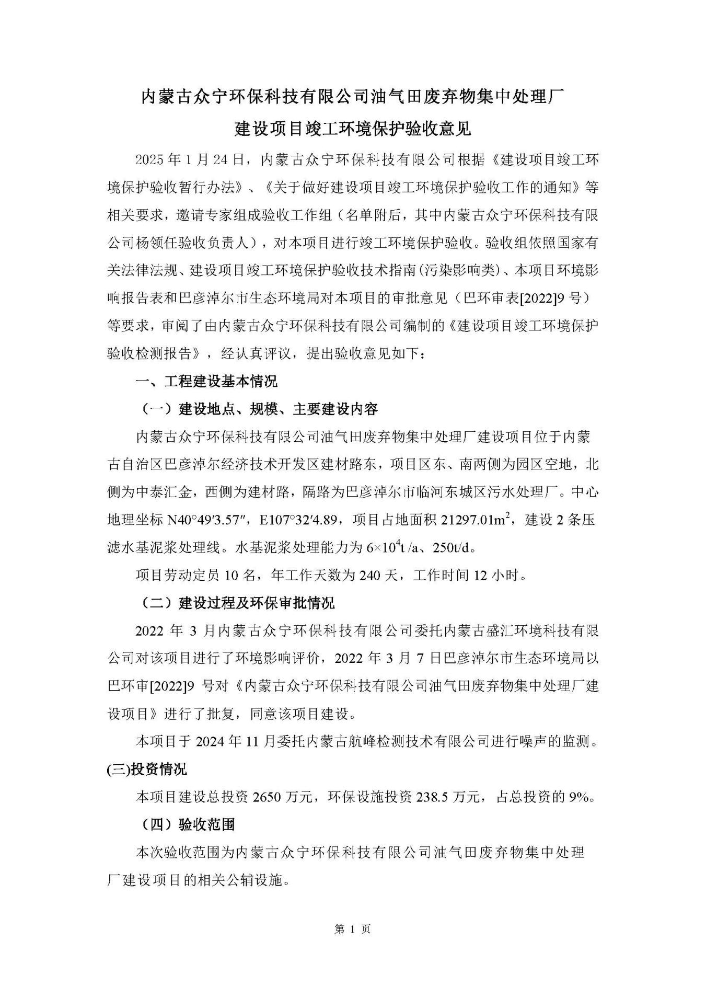 内蒙古众宁环保科技有限公司油气田废弃物集中处理厂
建设项目竣工环境保护验收意见
2025年1月24日，内蒙古众宁环保科技有限公司根据《建设项目竣工环
境保护验收暂行办法》、《关于做好建设项目竣工环境保护验收工作的通知》等
相关要求，邀请专家组成验收工作组（名单附后，其中内蒙古众宁环保科技有限
公司杨领任验收负责人），对本项目进行竣工环境保护验收。验收组依照国家有
关法律法规、建设项目竣工环境保护验收技术指南(污染影响类)、本项目环境影
响报告表和巴彦淖尔市生态环境局对本项目的审批意见（巴环审表[2022]9号）
等要求，审阅了由内蒙古众宁环保科技有限公司编制的《建设项目竣工环境保护
验收检测报告》，经认真评议，提出验收意见如下：
一、工程建设基本情况
（一）建设地点、规模、主要建设内容
内蒙古众宁环保科技有限公司油气田废弃物集中处理厂建设项目位于内蒙
古自治区巴彦淖尔经济技术开发区建材路东，项目区东、南两侧为园区空地，北
侧为中泰汇金，西侧为建材路，隔路为巴彦淖尔市临河东城区污水处理厂。中心
地理坐标 N40°49′3.57″，E107°32′4.89，项目占地面积 21297.01m²，建设 2 条压
滤水基泥浆处理线。水基泥浆处理能力为 6×10⁴t /a、250t/d。
项目劳动定员 10 名，年工作天数为 240 天，工作时间 12 小时。
（二）建设过程及环保审批情况
2022 年 3 月内蒙古众宁环保科技有限公司委托内蒙古盛汇环境科技有限
公司对该项目进行了环境影响评价，2022 年 3 月 7 日巴彦淖尔市生态环境局以
巴环审[2022]9 号对《内蒙古众宁环保科技有限公司油气田废弃物集中处理厂建
设项目》进行了批复，同意该项目建设。
本项目于 2024 年 11 月委托内蒙古航峰检测技术有限公司进行噪声的监测。
(三)投资情况
本项目建设总投资 2650 万元，环保设施投资 238.5 万元，占总投资的 9%。
（四）验收范围
本次验收范围为内蒙古众宁环保科技有限公司油气田废弃物集中处理
厂建设项目的相关公辅设施。
第 1 页